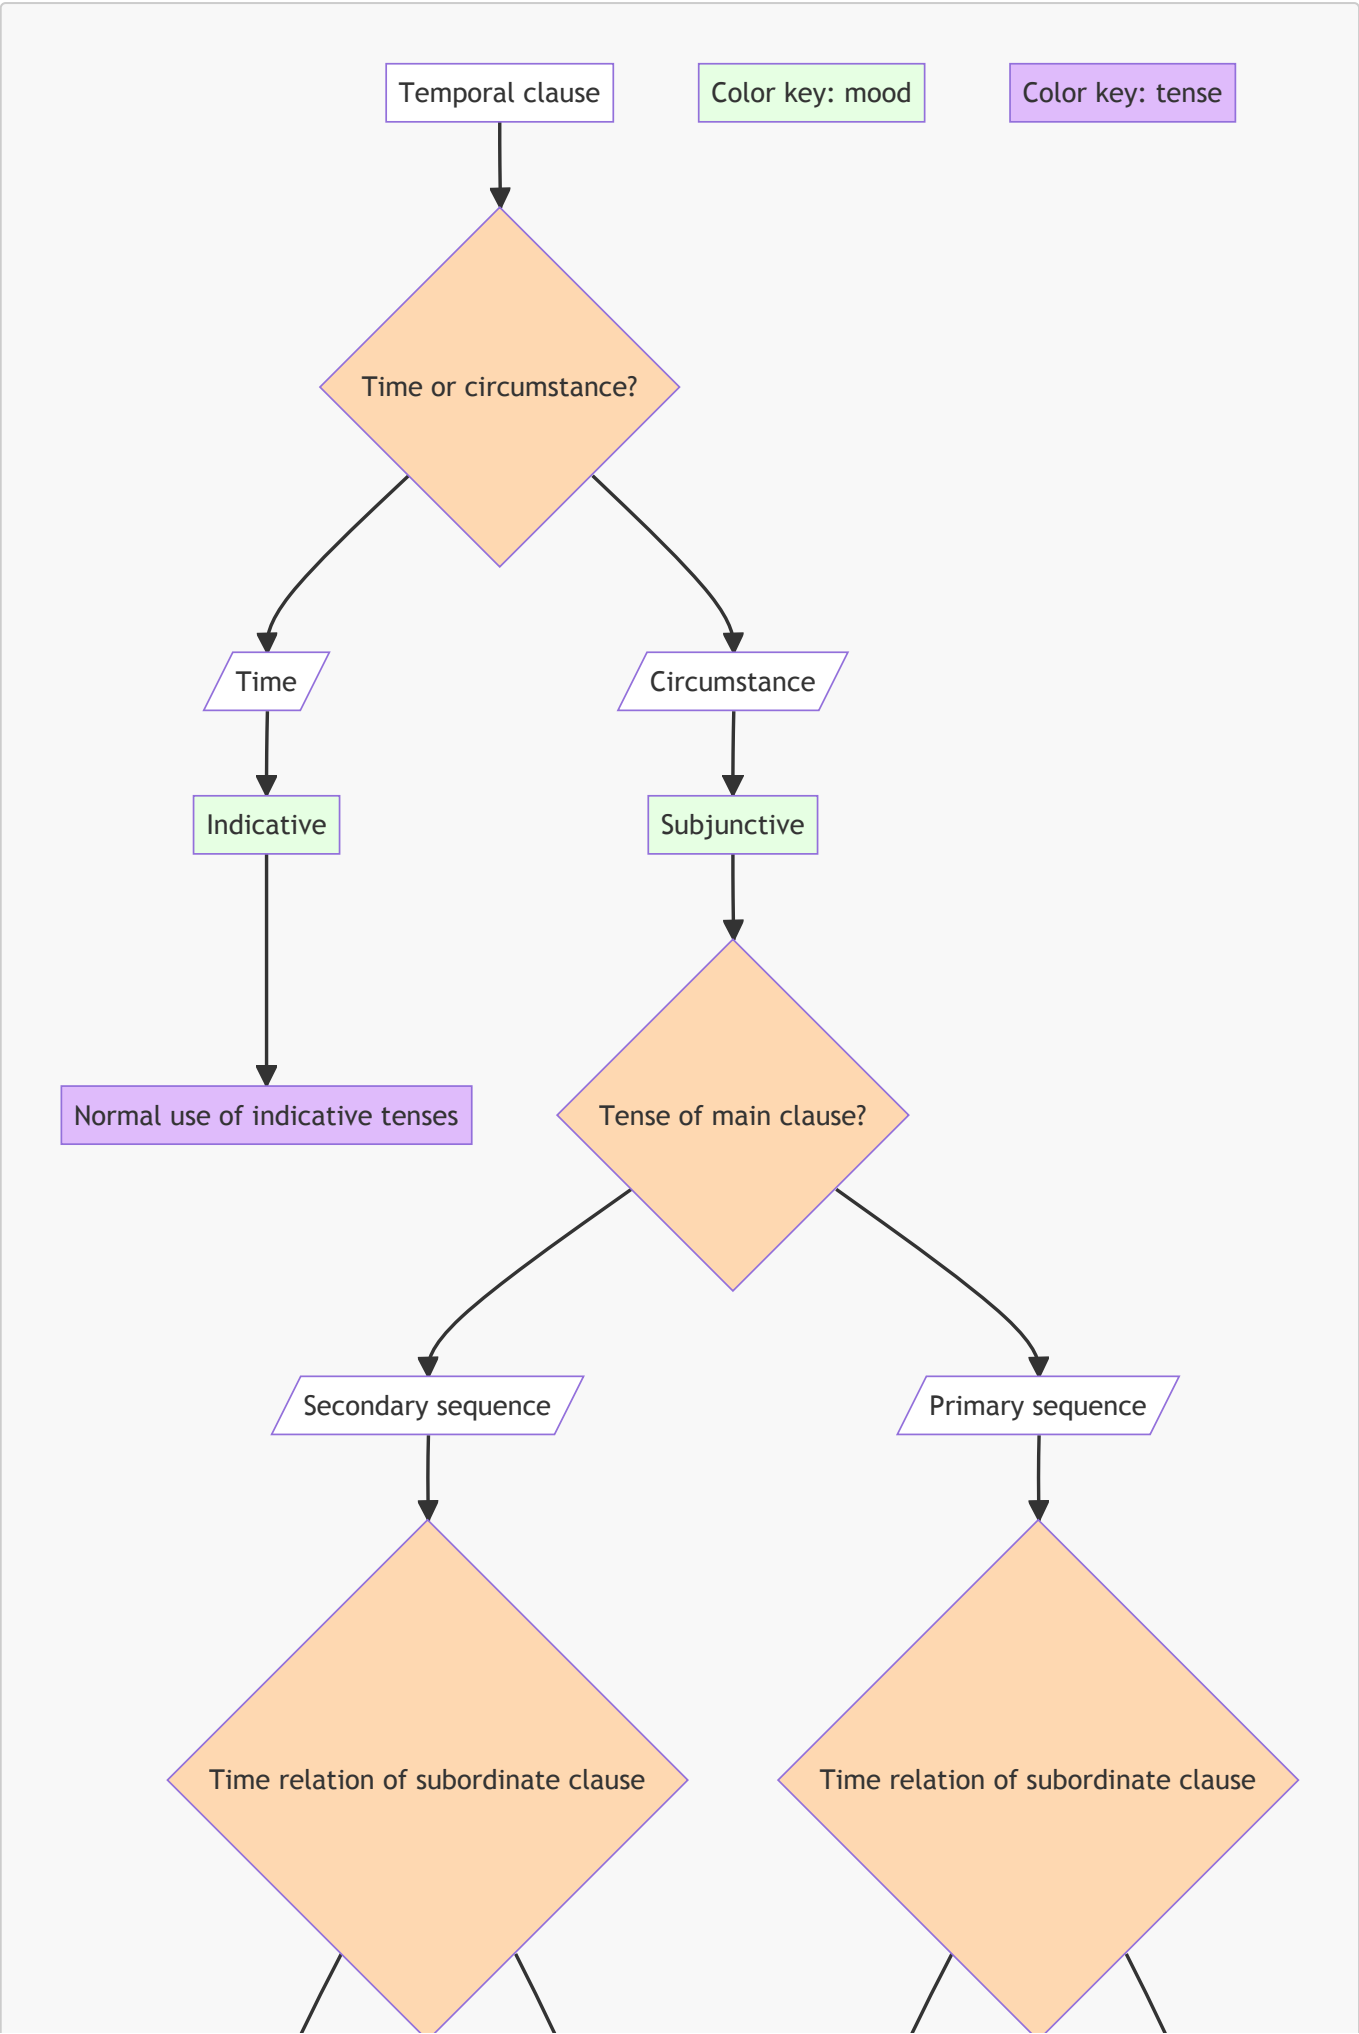 Temporal clause
Color key: mood
Color key: tense
Time or circumstance?
Time
Circumstance
Indicative
Subjunctive
Normal use of indicative tenses
Tense of main clause?
Secondary sequence
Primary sequence
Time relation of subordinate clause
Time relation of subordinate clause